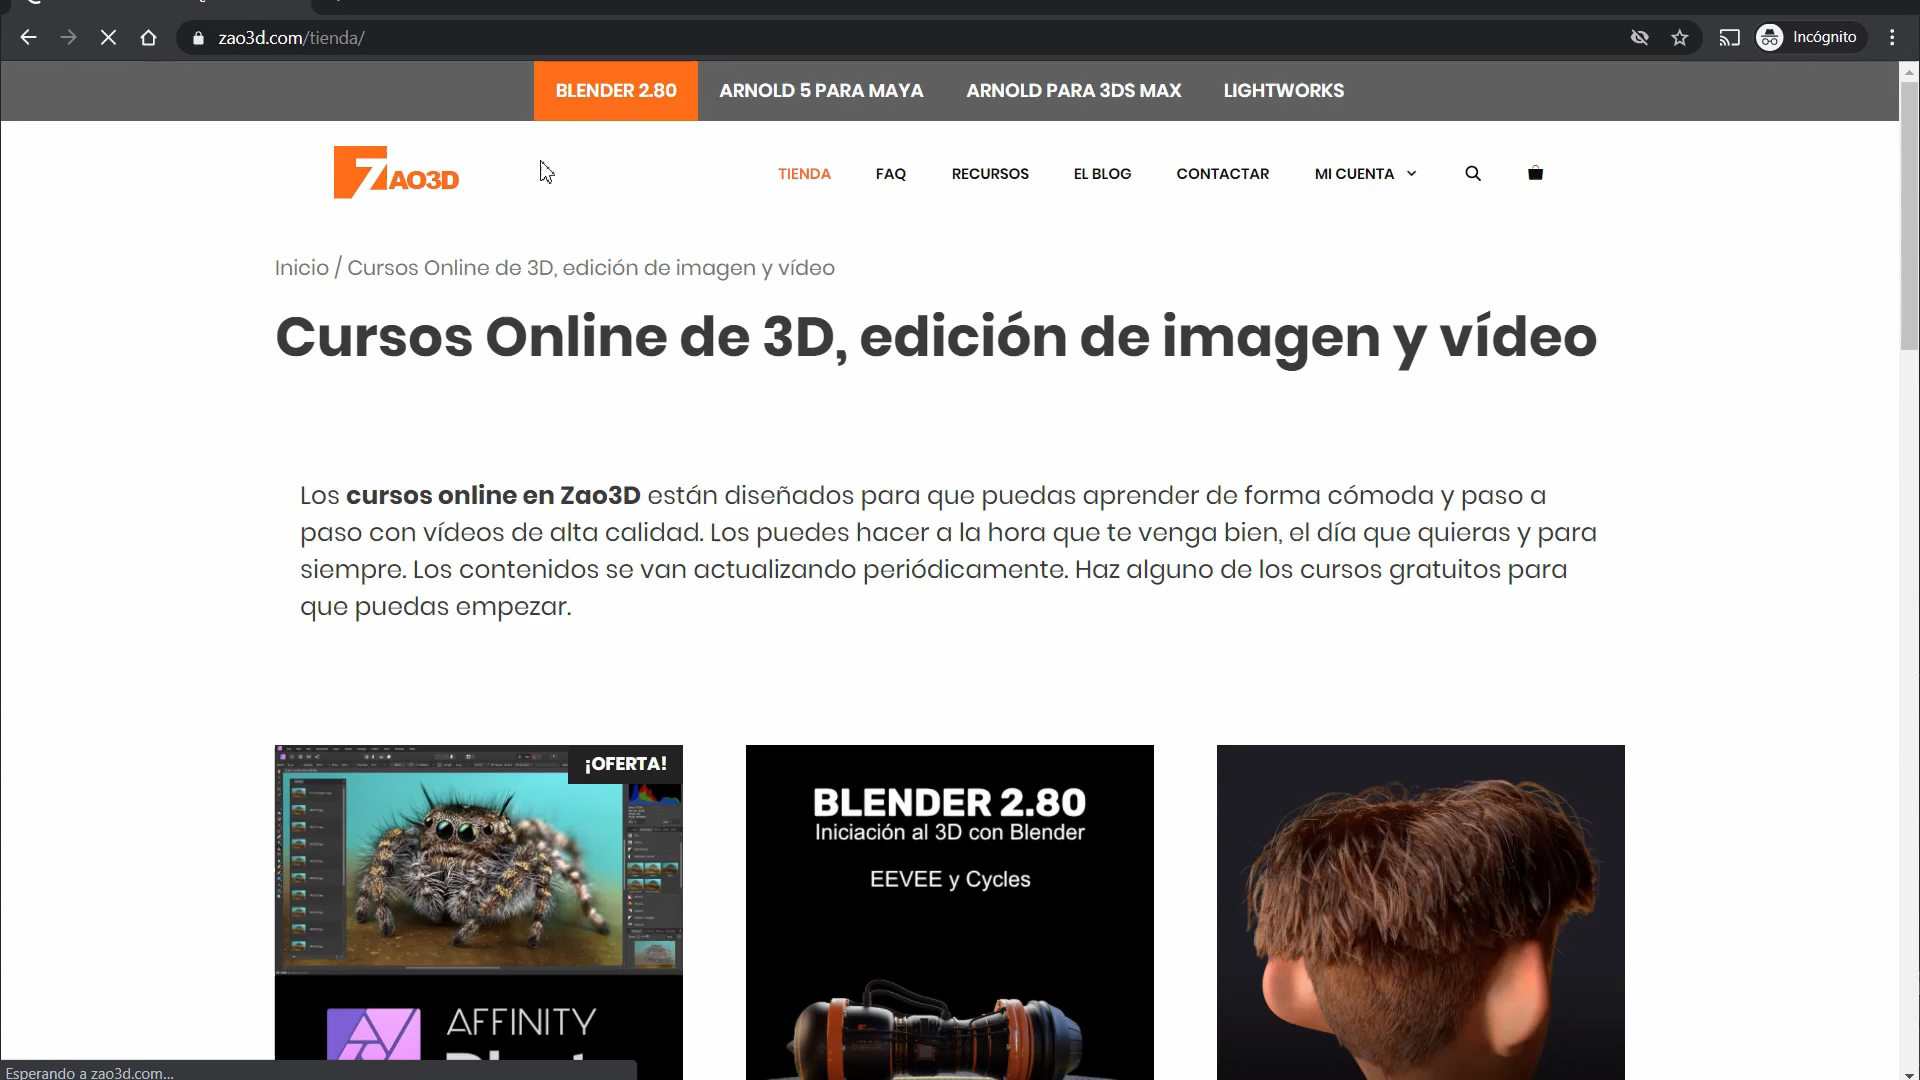 zao3d.com/tienda/
Incógnito
BLENDER 2.80 ARNOLD 5 PARA MAYA ARNOLD PARA 3DS MAX LIGHTWORKS
ZAO3D
TIENDA FAQ RECURSOS EL BLOG CONTACTAR MI CUENTA
Inicio / Cursos Online de 3D, edición de imagen y vídeo
Cursos Online de 3D, edición de imagen y vídeo
Los cursos online en Zao3D están diseñados para que puedas aprender de forma cómoda y paso a
paso con vídeos de alta calidad. Los puedes hacer a la hora que te venga bien, el día que quieras y para
siempre. Los contenidos se van actualizando periódicamente. Haz alguno de los cursos gratuitos para
que puedas empezar.
¡OFERTA!
AFFINITY
BLENDER 2.80
Iniciación al 3D con Blender
EEVEE y Cycles
Esperando a zao3d.com...